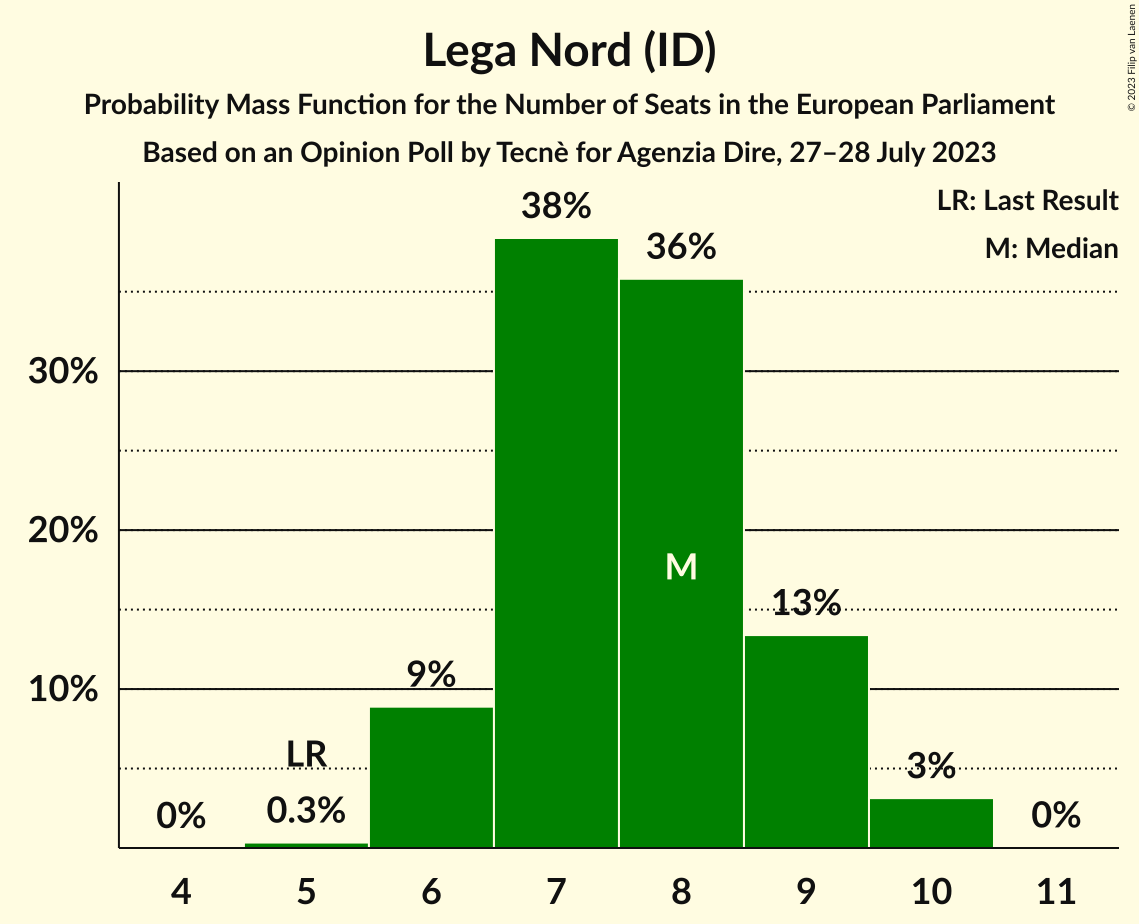 Lega Nord (ID)
Probability Mass Function for the Number of Seats in the European Parliament
Based on an Opinion Poll by Tecnè for Agenzia Dire, 27–28 July 2023
© 2023 Filip van Laenen
LR: Last Result
M: Median
38%
36%
30%
20%
M
13%
10%
9%
LR
3%
0%
0.3%
0%
4 5 6 7 8 9 10 11